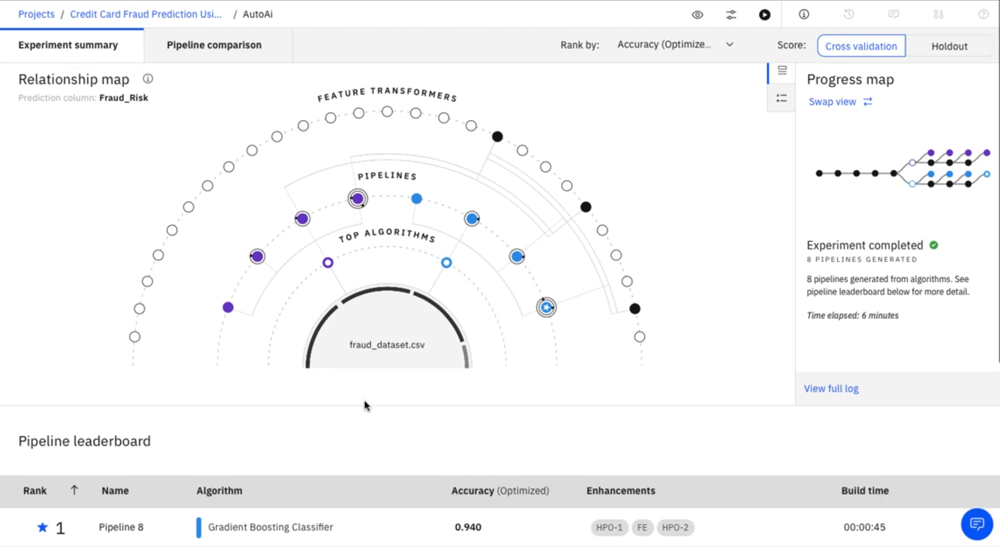 Projects / Credit Card Fraud Prediction Usi... / AutoAi
Experiment summary
Pipeline comparison
Rank by: Accuracy (Optimize...
Score: Cross validation Holdout
Relationship map
Prediction column: Fraud_Risk
FEATURE TRANSFORMERS
PIPELINES
TOP ALGORITHMS
fraud_dataset.csv
Progress map
Swap view
Experiment completed
8 PIPELINES GENERATED
8 pipelines generated from algorithms. See
pipeline leaderboard below for more detail.
Time elapsed: 6 minutes
View full log
Pipeline leaderboard
Rank Name Algorithm Accuracy (Optimized) Enhancements Build time
1 Pipeline 8 Gradient Boosting Classifier 0.940 HPO-1 FE HPO-2 00:00:45